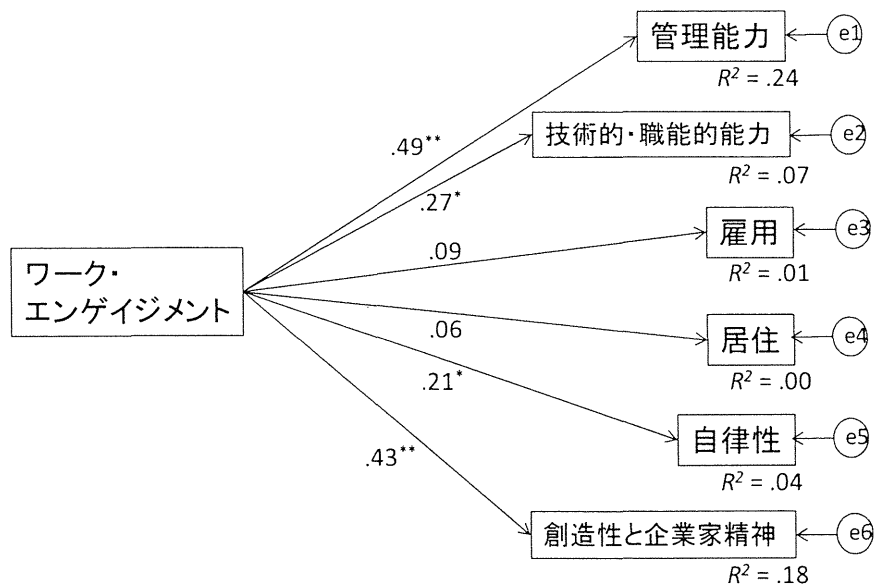 管理能力
e1
R² = .24
.49**
技術的・職能的能力
e2
R² = .07
.27*
雇用
e3
R² = .01
.09
ワーク・
エンゲイジメント
.06
居住
e4
R² = .00
.21*
自律性
e5
R² = .04
.43**
創造性と企業家精神
e6
R² = .18